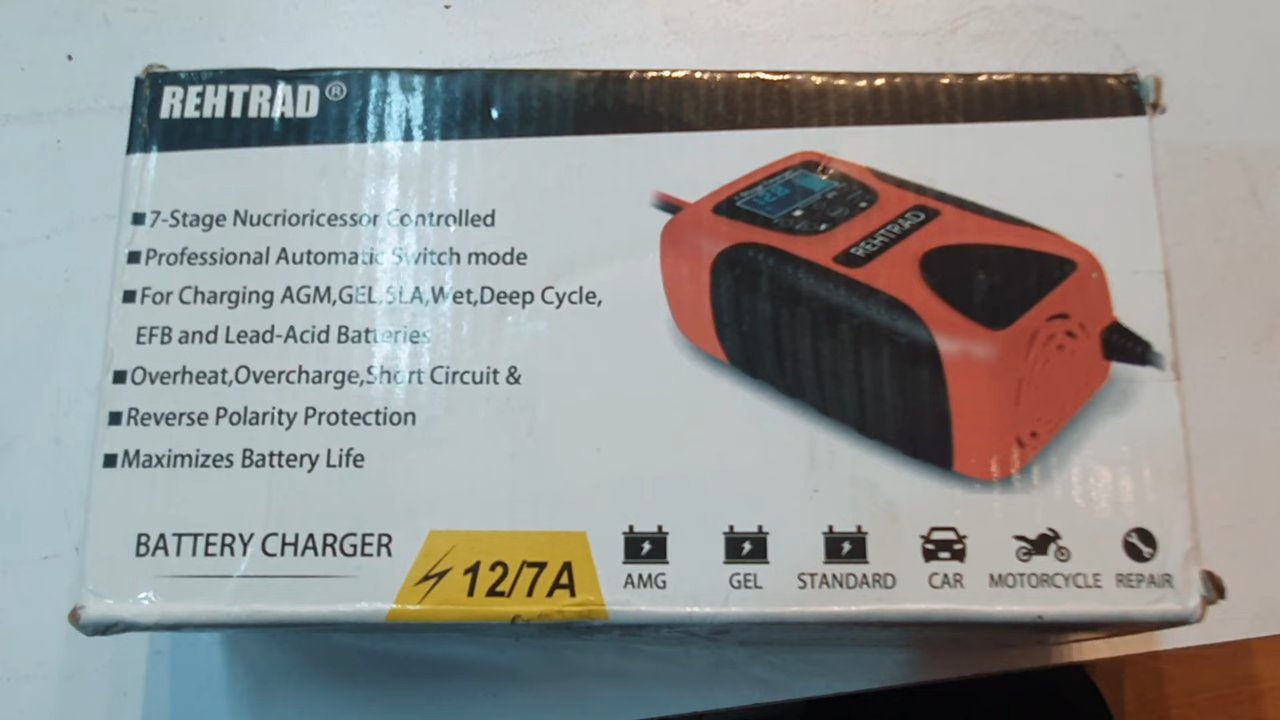 REHTRAD®
■7-Stage Nucrioricessor Controlled
■Professional Automatic Switch mode
■For Charging AGM,GEL,SLA,Wet,Deep Cycle,
EFB and Lead-Acid Batteries
■Overheat,Overcharge,Short Circuit &
■Reverse Polarity Protection
■Maximizes Battery Life
REHTRAD
BATTERY CHARGER
12/7A
AMG
GEL
STANDARD
CAR
MOTORCYCLE
REPAIR